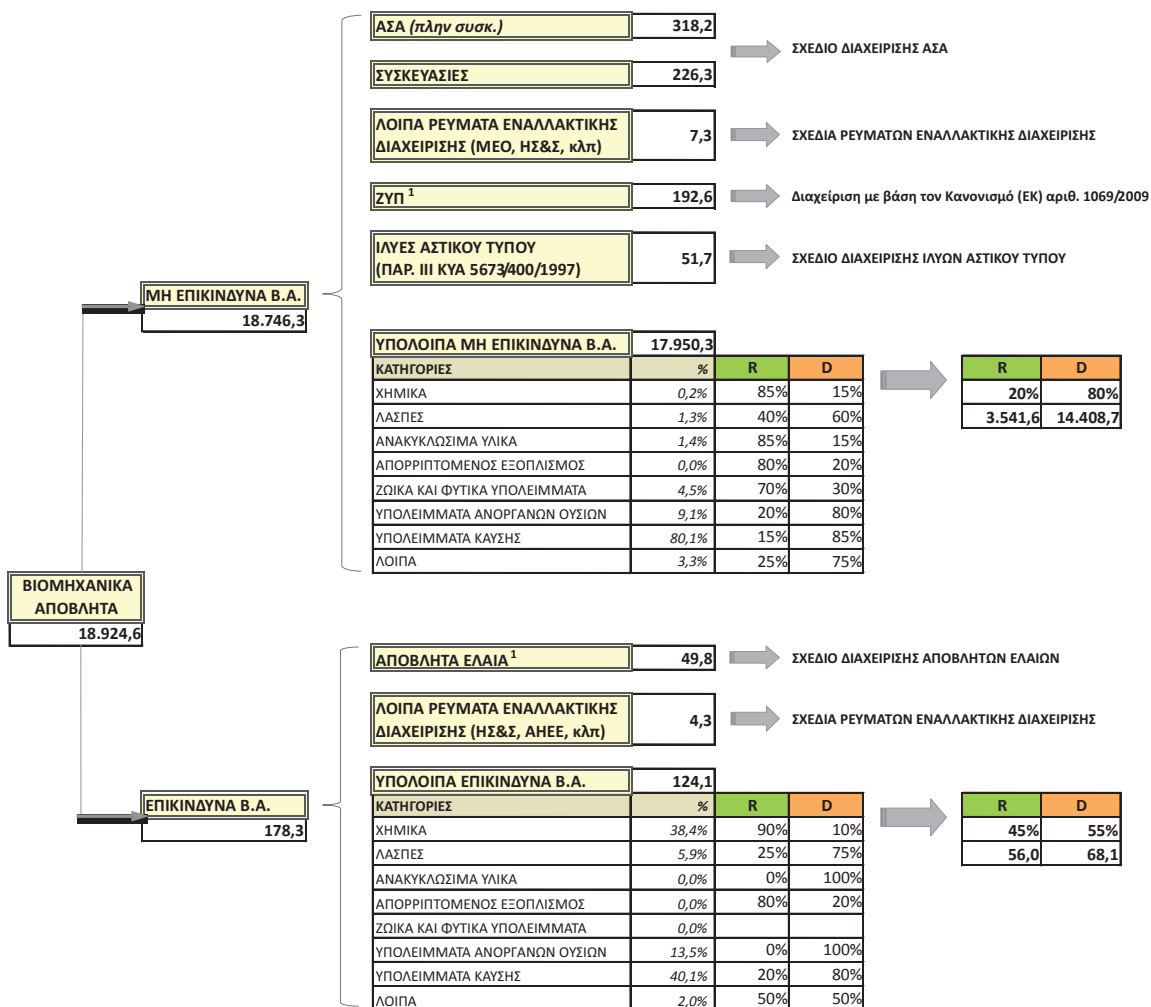 ΑΣΑ (πλην συσκ.) 318,2
ΣΧΕΔΙΟ ΔΙΑΧΕΙΡΙΣΗΣ ΑΣΑ
ΣΥΣΚΕΥΑΣΙΕΣ 226,3
ΛΟΙΠΑ ΡΕΥΜΑΤΑ ΕΝΑΛΛΑΚΤΙΚΗΣ
ΔΙΑΧΕΙΡΙΣΗΣ (ΜΕΟ, ΗΣ&Σ, κλπ) 7,3 ΣΧΕΔΙΑ ΡΕΥΜΑΤΩΝ ΕΝΑΛΛΑΚΤΙΚΗΣ ΔΙΑΧΕΙΡΙΣΗΣ
ΖΥΠ 1 192,6 Διαχείριση με βάση τον Κανονισμό (ΕΚ) αριθ. 1069/2009
ΙΛΥΕΣ ΑΣΤΙΚΟΥ ΤΥΠΟΥ
(ΠΑΡ. ΙΙΙ ΚΥΑ 5673/400/1997) 51,7 ΣΧΕΔΙΟ ΔΙΑΧΕΙΡΙΣΗΣ ΙΛΥΩΝ ΑΣΤΙΚΟΥ ΤΥΠΟΥ
ΜΗ ΕΠΙΚΙΝΔΥΝΑ Β.Α.
18.746,3
ΥΠΟΛΟΙΠΑ ΜΗ ΕΠΙΚΙΝΔΥΝΑ Β.Α. 17.950,3
ΚΑΤΗΓΟΡΙΕΣ % R D
ΧΗΜΙΚΑ 0,2% 85% 15%
ΛΑΣΠΕΣ 1,3% 40% 60%
ΑΝΑΚΥΚΛΩΣΙΜΑ ΥΛΙΚΑ 1,4% 85% 15%
ΑΠΟΡΡΙΠΤΟΜΕΝΟΣ ΕΞΟΠΛΙΣΜΟΣ 0,0% 80% 20%
ΖΩΙΚΑ ΚΑΙ ΦΥΤΙΚΑ ΥΠΟΛΕΙΜΜΑΤΑ 4,5% 70% 30%
ΥΠΟΛΕΙΜΜΑΤΑ ΑΝΟΡΓΑΝΩΝ ΟΥΣΙΩΝ 9,1% 20% 80%
ΥΠΟΛΕΙΜΜΑΤΑ ΚΑΥΣΗΣ 80,1% 15% 85%
ΛΟΙΠΑ 3,3% 25% 75%
R D
20% 80%
3.541,6 14.408,7
ΒΙΟΜΗΧΑΝΙΚΑ
ΑΠΟΒΛΗΤΑ
18.924,6
ΑΠΟΒΛΗΤΑ ΕΛΑΙΑ 1 49,8 ΣΧΕΔΙΟ ΔΙΑΧΕΙΡΙΣΗΣ ΑΠΟΒΛΗΤΩΝ ΕΛΑΙΩΝ
ΛΟΙΠΑ ΡΕΥΜΑΤΑ ΕΝΑΛΛΑΚΤΙΚΗΣ
ΔΙΑΧΕΙΡΙΣΗΣ (ΗΣ&Σ, ΑΗΕΕ, κλπ) 4,3 ΣΧΕΔΙΑ ΡΕΥΜΑΤΩΝ ΕΝΑΛΛΑΚΤΙΚΗΣ ΔΙΑΧΕΙΡΙΣΗΣ
ΕΠΙΚΙΝΔΥΝΑ Β.Α.
178,3
ΥΠΟΛΟΙΠΑ ΕΠΙΚΙΝΔΥΝΑ Β.Α. 124,1
ΚΑΤΗΓΟΡΙΕΣ % R D
ΧΗΜΙΚΑ 38,4% 90% 10%
ΛΑΣΠΕΣ 5,9% 25% 75%
ΑΝΑΚΥΚΛΩΣΙΜΑ ΥΛΙΚΑ 0,0% 0% 100%
ΑΠΟΡΡΙΠΤΟΜΕΝΟΣ ΕΞΟΠΛΙΣΜΟΣ 0,0% 80% 20%
ΖΩΙΚΑ ΚΑΙ ΦΥΤΙΚΑ ΥΠΟΛΕΙΜΜΑΤΑ 0,0%
ΥΠΟΛΕΙΜΜΑΤΑ ΑΝΟΡΓΑΝΩΝ ΟΥΣΙΩΝ 13,5% 0% 100%
ΥΠΟΛΕΙΜΜΑΤΑ ΚΑΥΣΗΣ 40,1% 20% 80%
ΛΟΙΠΑ 2,0% 50% 50%
R D
45% 55%
56,0 68,1